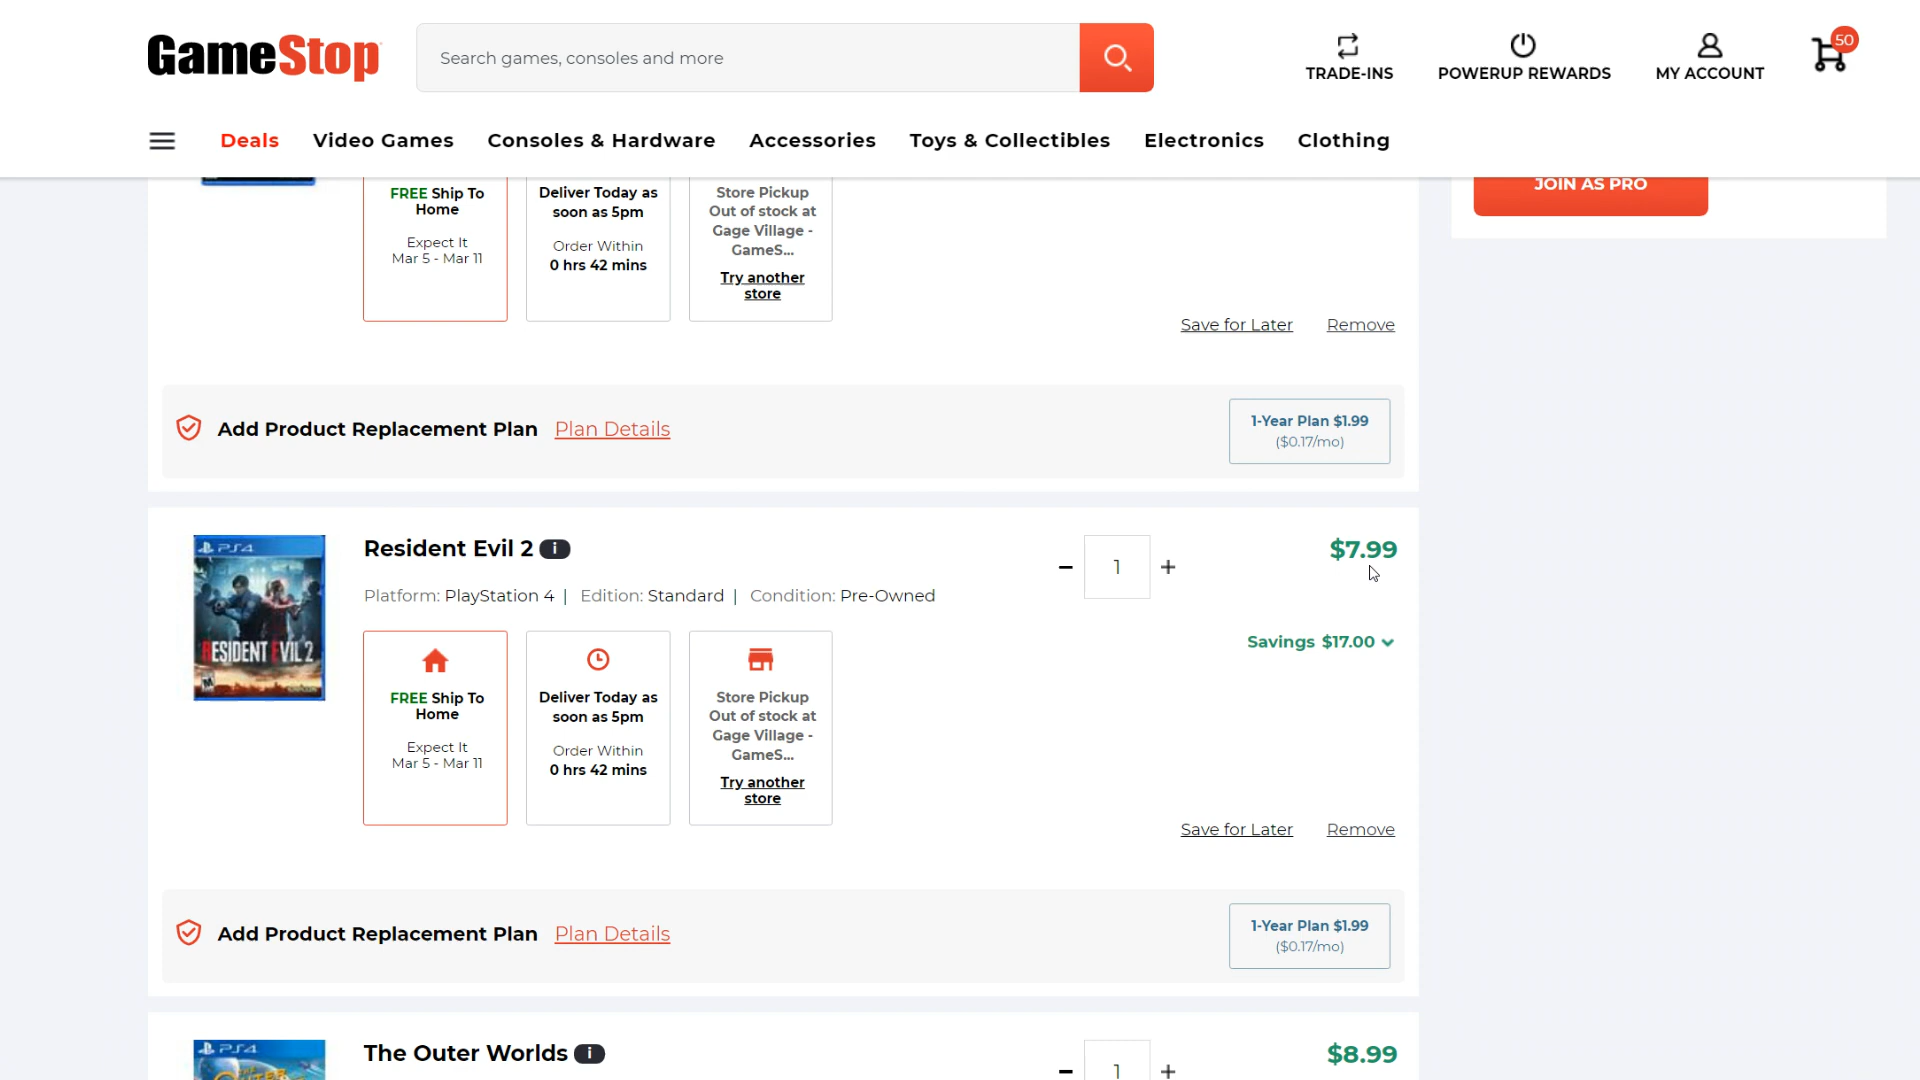 GameStop
Search games, consoles and more
TRADE-INS
POWERUP REWARDS
MY ACCOUNT
50
Deals
Video Games
Consoles & Hardware
Accessories
Toys & Collectibles
Electronics
Clothing
JOIN AS PRO
FREE Ship To
Home
Expect It
Mar 5 - Mar 11
Deliver Today as
soon as 5pm
Order Within
0 hrs 42 mins
Store Pickup
Out of stock at
Gage Village -
GameS...
Try another
store
Save for Later
Remove
Add Product Replacement Plan
Plan Details
1-Year Plan $1.99
($0.17/mo)
PS4
RESIDENT EVIL 2
Resident Evil 2 i
Platform: PlayStation 4 | Edition: Standard | Condition: Pre-Owned
− 1 +
$7.99
Savings $17.00
FREE Ship To
Home
Expect It
Mar 5 - Mar 11
Deliver Today as
soon as 5pm
Order Within
0 hrs 42 mins
Store Pickup
Out of stock at
Gage Village -
GameS...
Try another
store
Save for Later
Remove
Add Product Replacement Plan
Plan Details
1-Year Plan $1.99
($0.17/mo)
PS4
The Outer Worlds i
− 1 +
$8.99